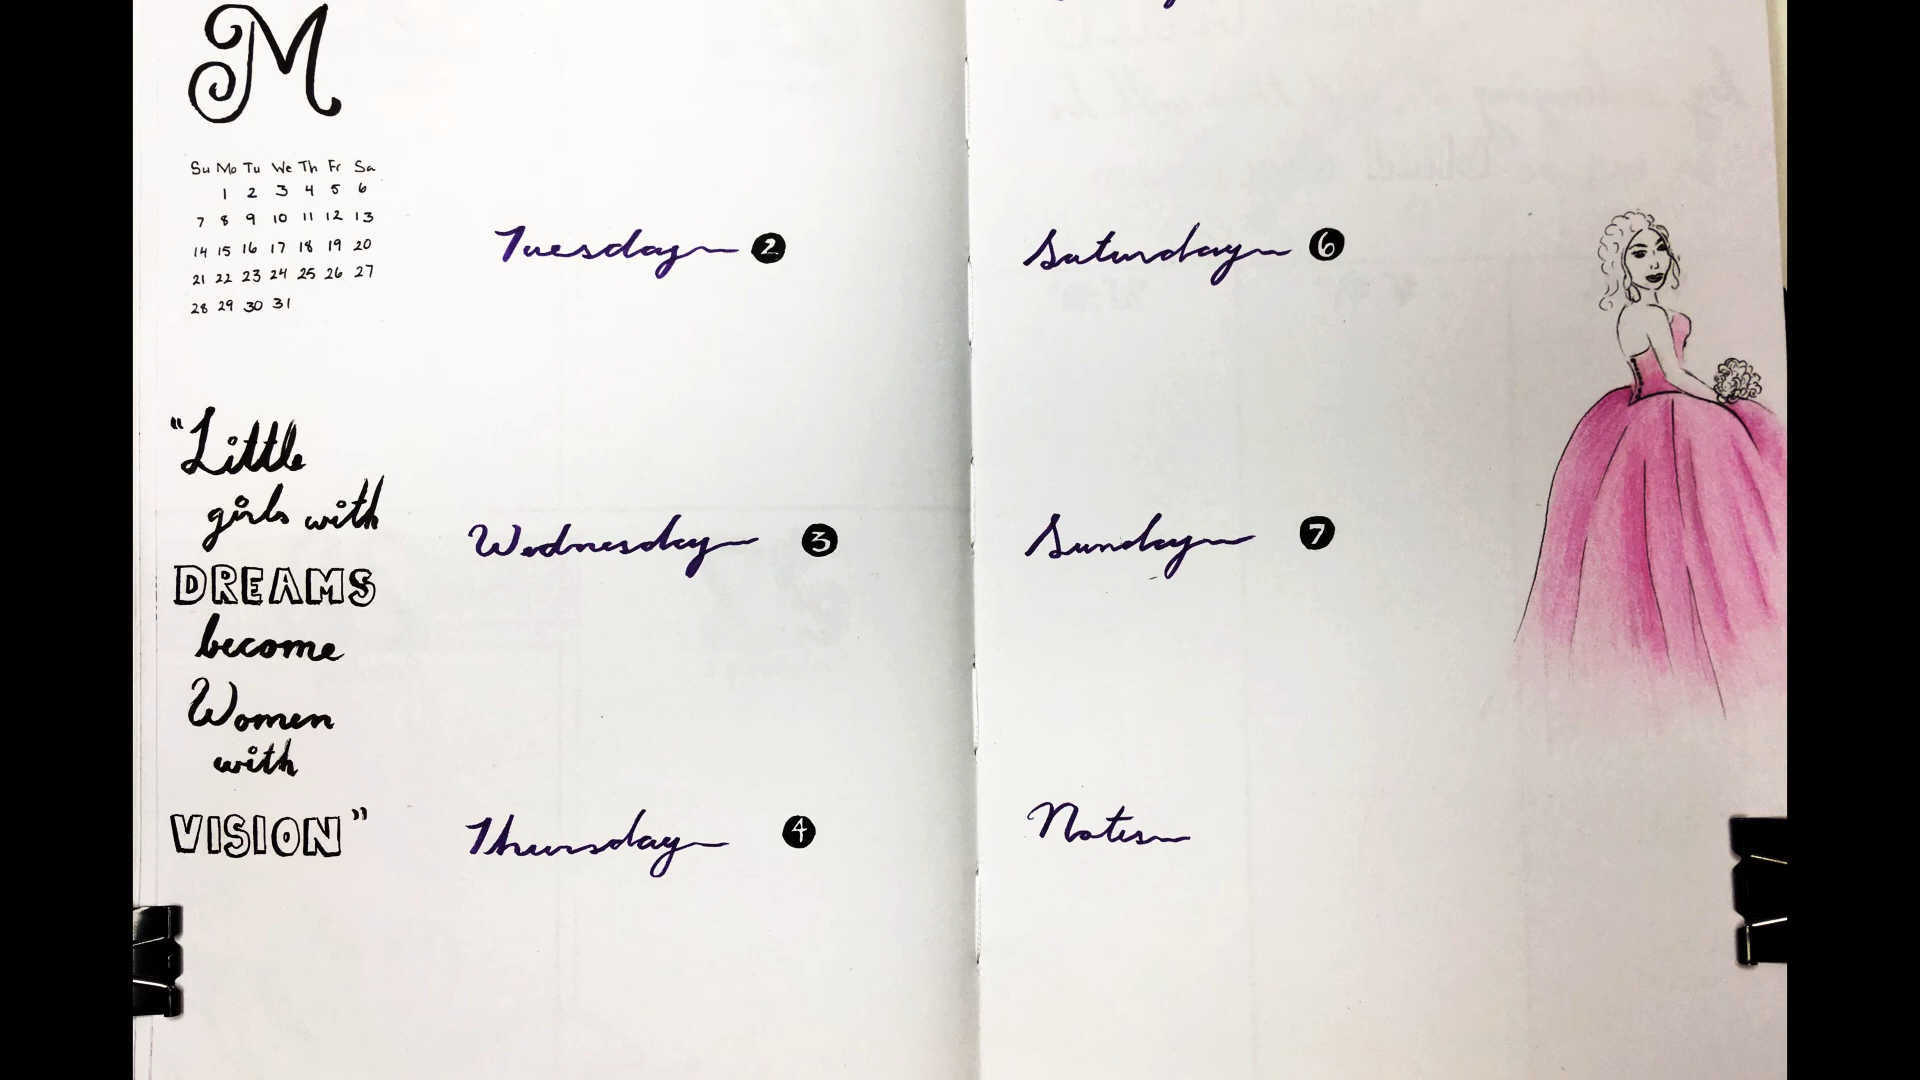 M
Su Mo Tu We Th Fr Sa
1 2 3 4 5 6
7 8 9 10 11 12 13
14 15 16 17 18 19 20
21 22 23 24 25 26 27
28 29 30 31
"Little
girls with
DREAMS
become
Women
with
VISION"
Tuesday 2
Wednesday 3
Thursday 4
Saturday 6
Sunday 7
Notes